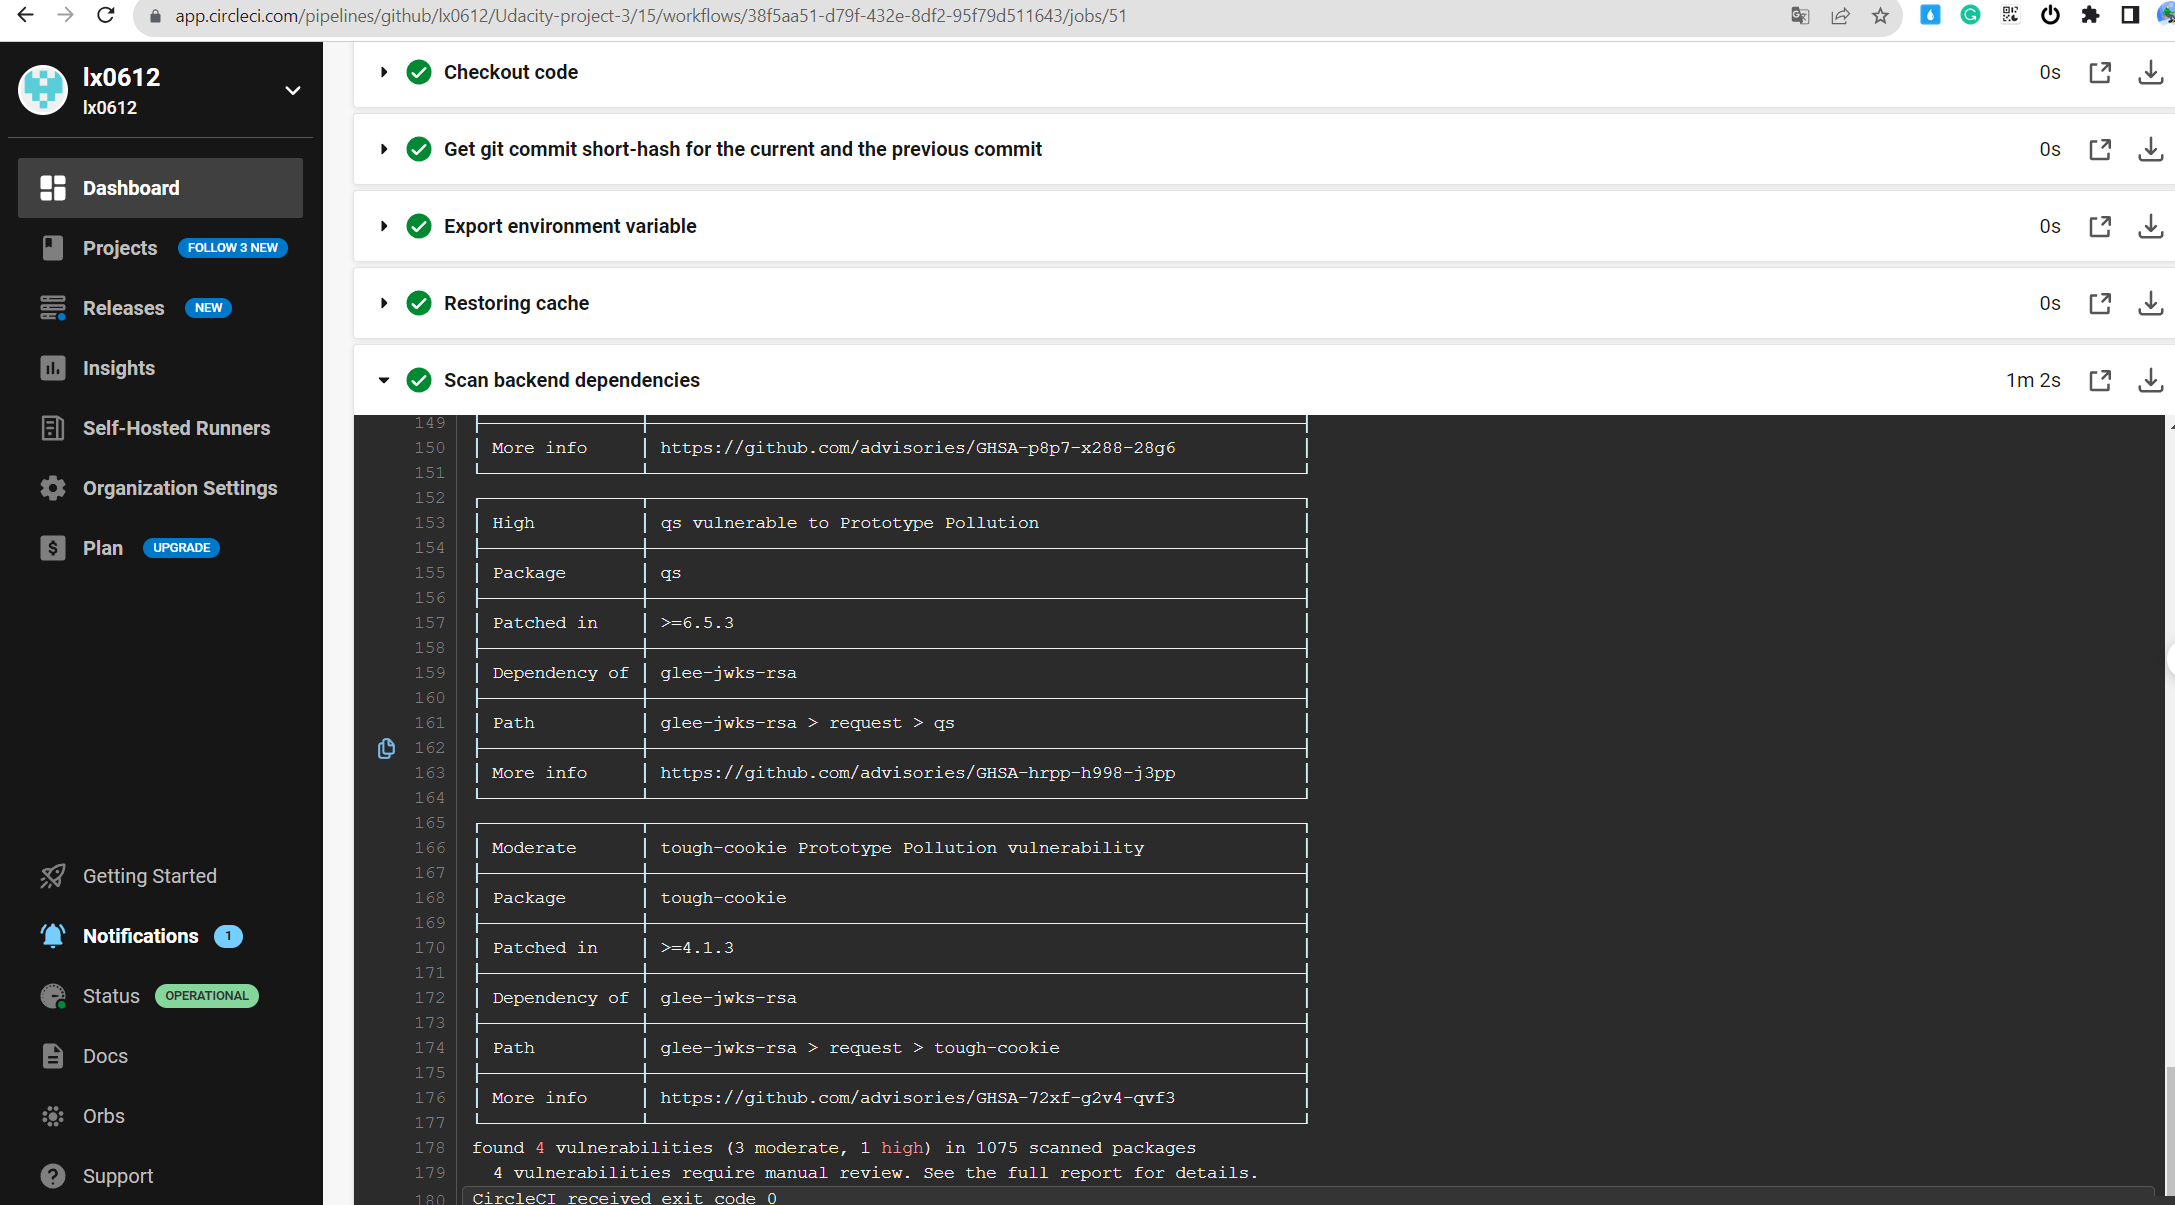 app.circleci.com/pipelines/github/lx0612/Udacity-project-3/15/workflows/38f5aa51-d79f-432e-8df2-95f79d511643/jobs/51
lx0612
lx0612
Dashboard
Projects FOLLOW 3 NEW
Releases NEW
Insights
Self-Hosted Runners
Organization Settings
Plan UPGRADE
Getting Started
Notifications 1
Status OPERATIONAL
Docs
Orbs
Support
Checkout code 0s
Get git commit short-hash for the current and the previous commit 0s
Export environment variable 0s
Restoring cache 0s
Scan backend dependencies 1m 2s
149
150 More info https://github.com/advisories/GHSA-p8p7-x288-28g6
151
152
153 High qs vulnerable to Prototype Pollution
154
155 Package qs
156
157 Patched in >=6.5.3
158
159 Dependency of glee-jwks-rsa
160
161 Path glee-jwks-rsa > request > qs
162
163 More info https://github.com/advisories/GHSA-hrpp-h998-j3pp
164
165
166 Moderate tough-cookie Prototype Pollution vulnerability
167
168 Package tough-cookie
169
170 Patched in >=4.1.3
171
172 Dependency of glee-jwks-rsa
173
174 Path glee-jwks-rsa > request > tough-cookie
175
176 More info https://github.com/advisories/GHSA-72xf-g2v4-qvf3
177
178 found 4 vulnerabilities (3 moderate, 1 high) in 1075 scanned packages
179 4 vulnerabilities require manual review. See the full report for details.
180 CircleCI received exit code 0